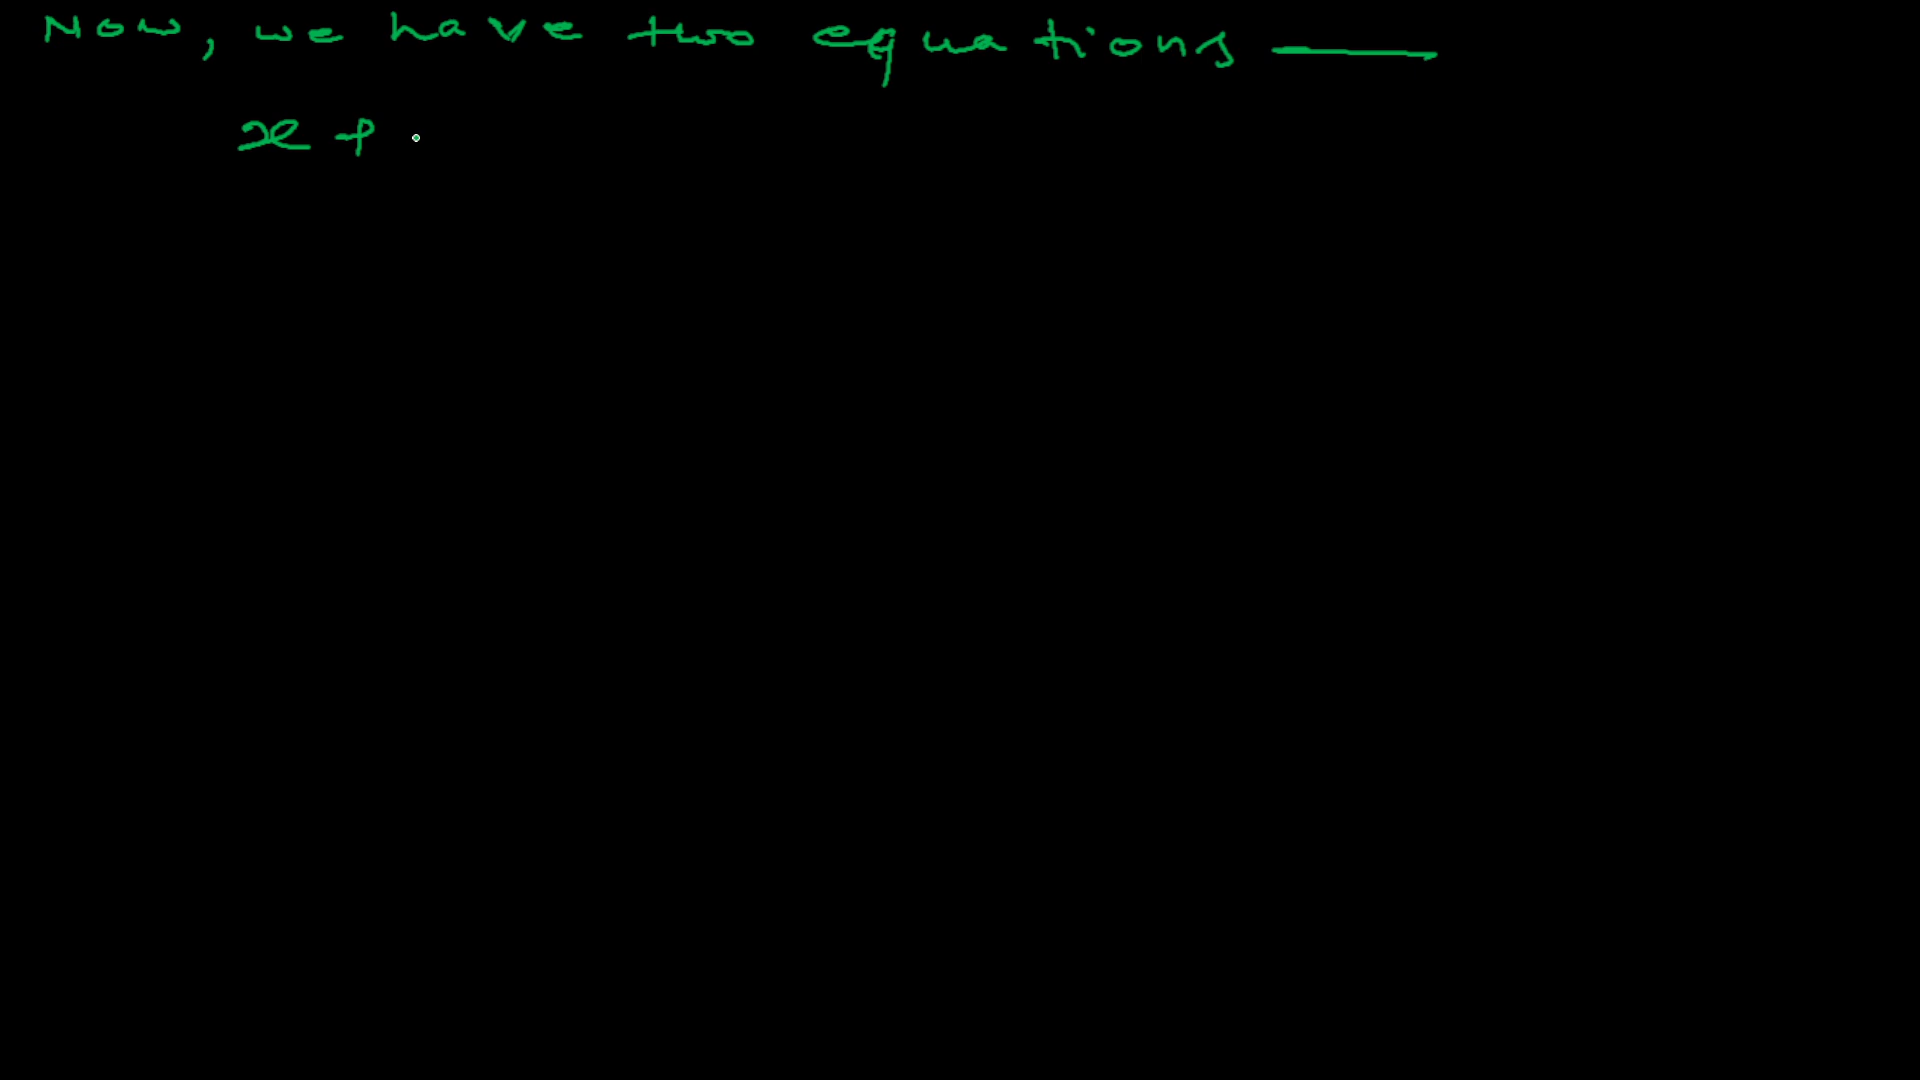 Now, we have two equations —
x +